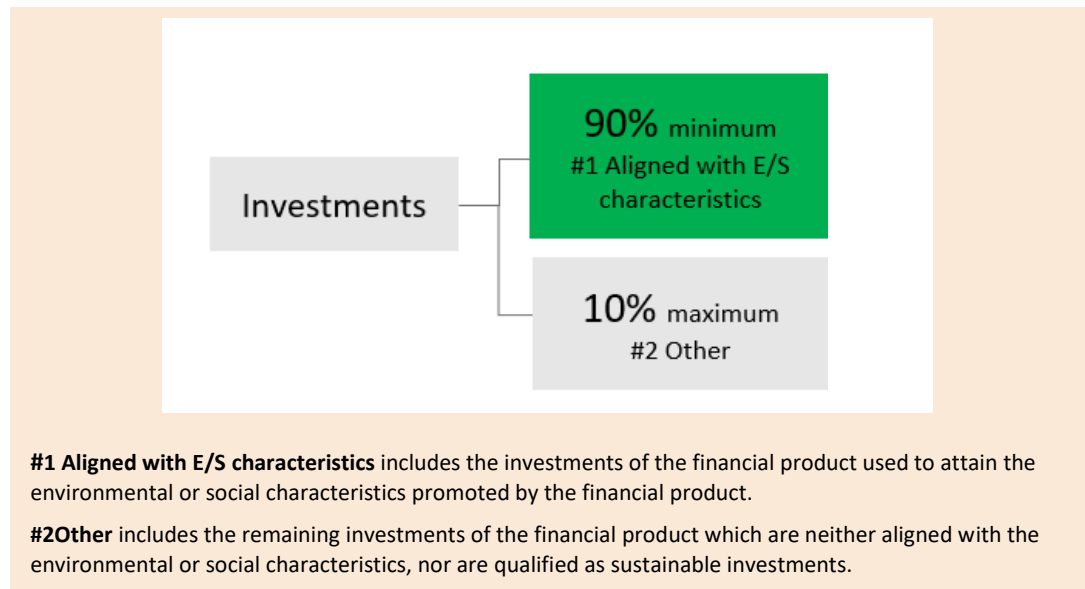 90% minimum
#1 Aligned with E/S
characteristics
Investments
10% maximum
#2 Other
#1 Aligned with E/S characteristics includes the investments of the financial product used to attain the
environmental or social characteristics promoted by the financial product.
#2Other includes the remaining investments of the financial product which are neither aligned with the
environmental or social characteristics, nor are qualified as sustainable investments.